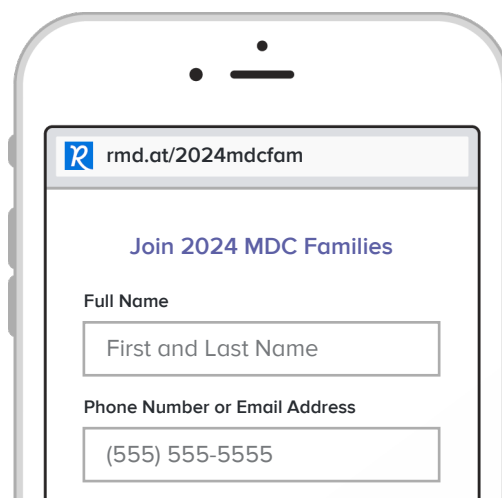 rmd.at/2024mdcfam
Join 2024 MDC Families
Full Name
First and Last Name
Phone Number or Email Address
(555) 555-5555